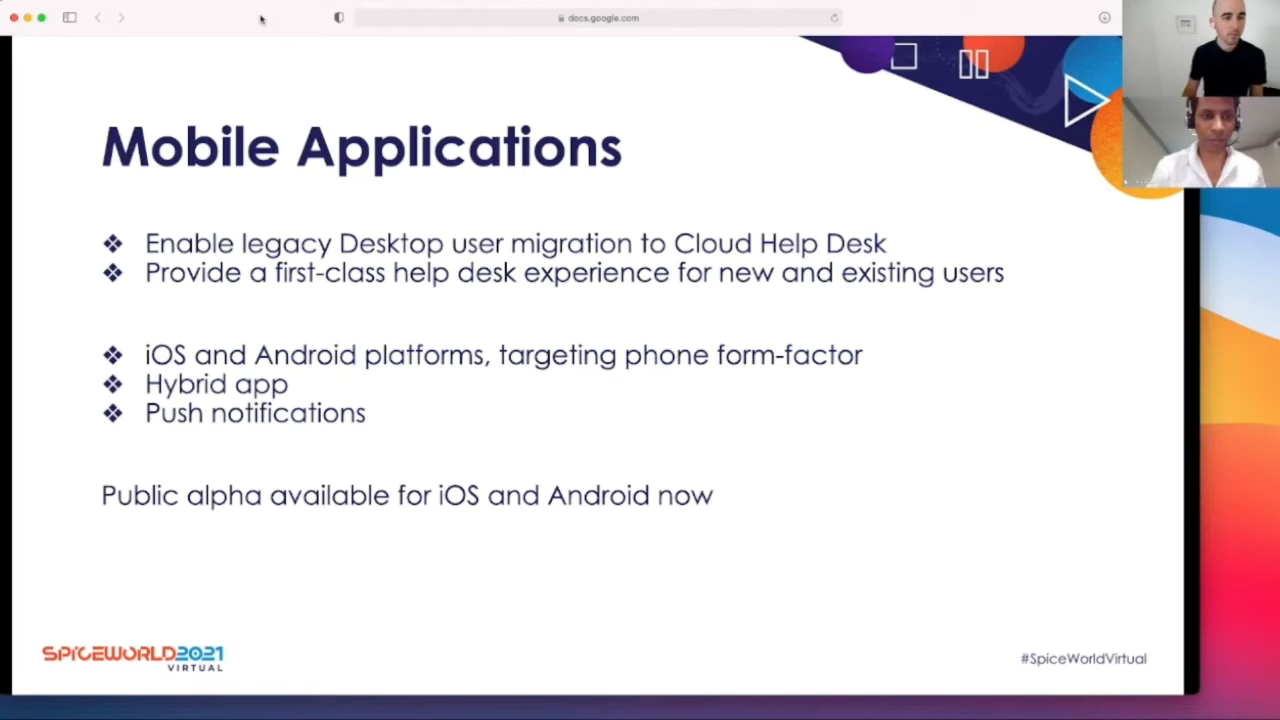 docs.google.com
Mobile Applications
❖ Enable legacy Desktop user migration to Cloud Help Desk
❖ Provide a first-class help desk experience for new and existing users
❖ iOS and Android platforms, targeting phone form-factor
❖ Hybrid app
❖ Push notifications
Public alpha available for iOS and Android now
SPICEWORLD2021
VIRTUAL
#SpiceWorldVirtual